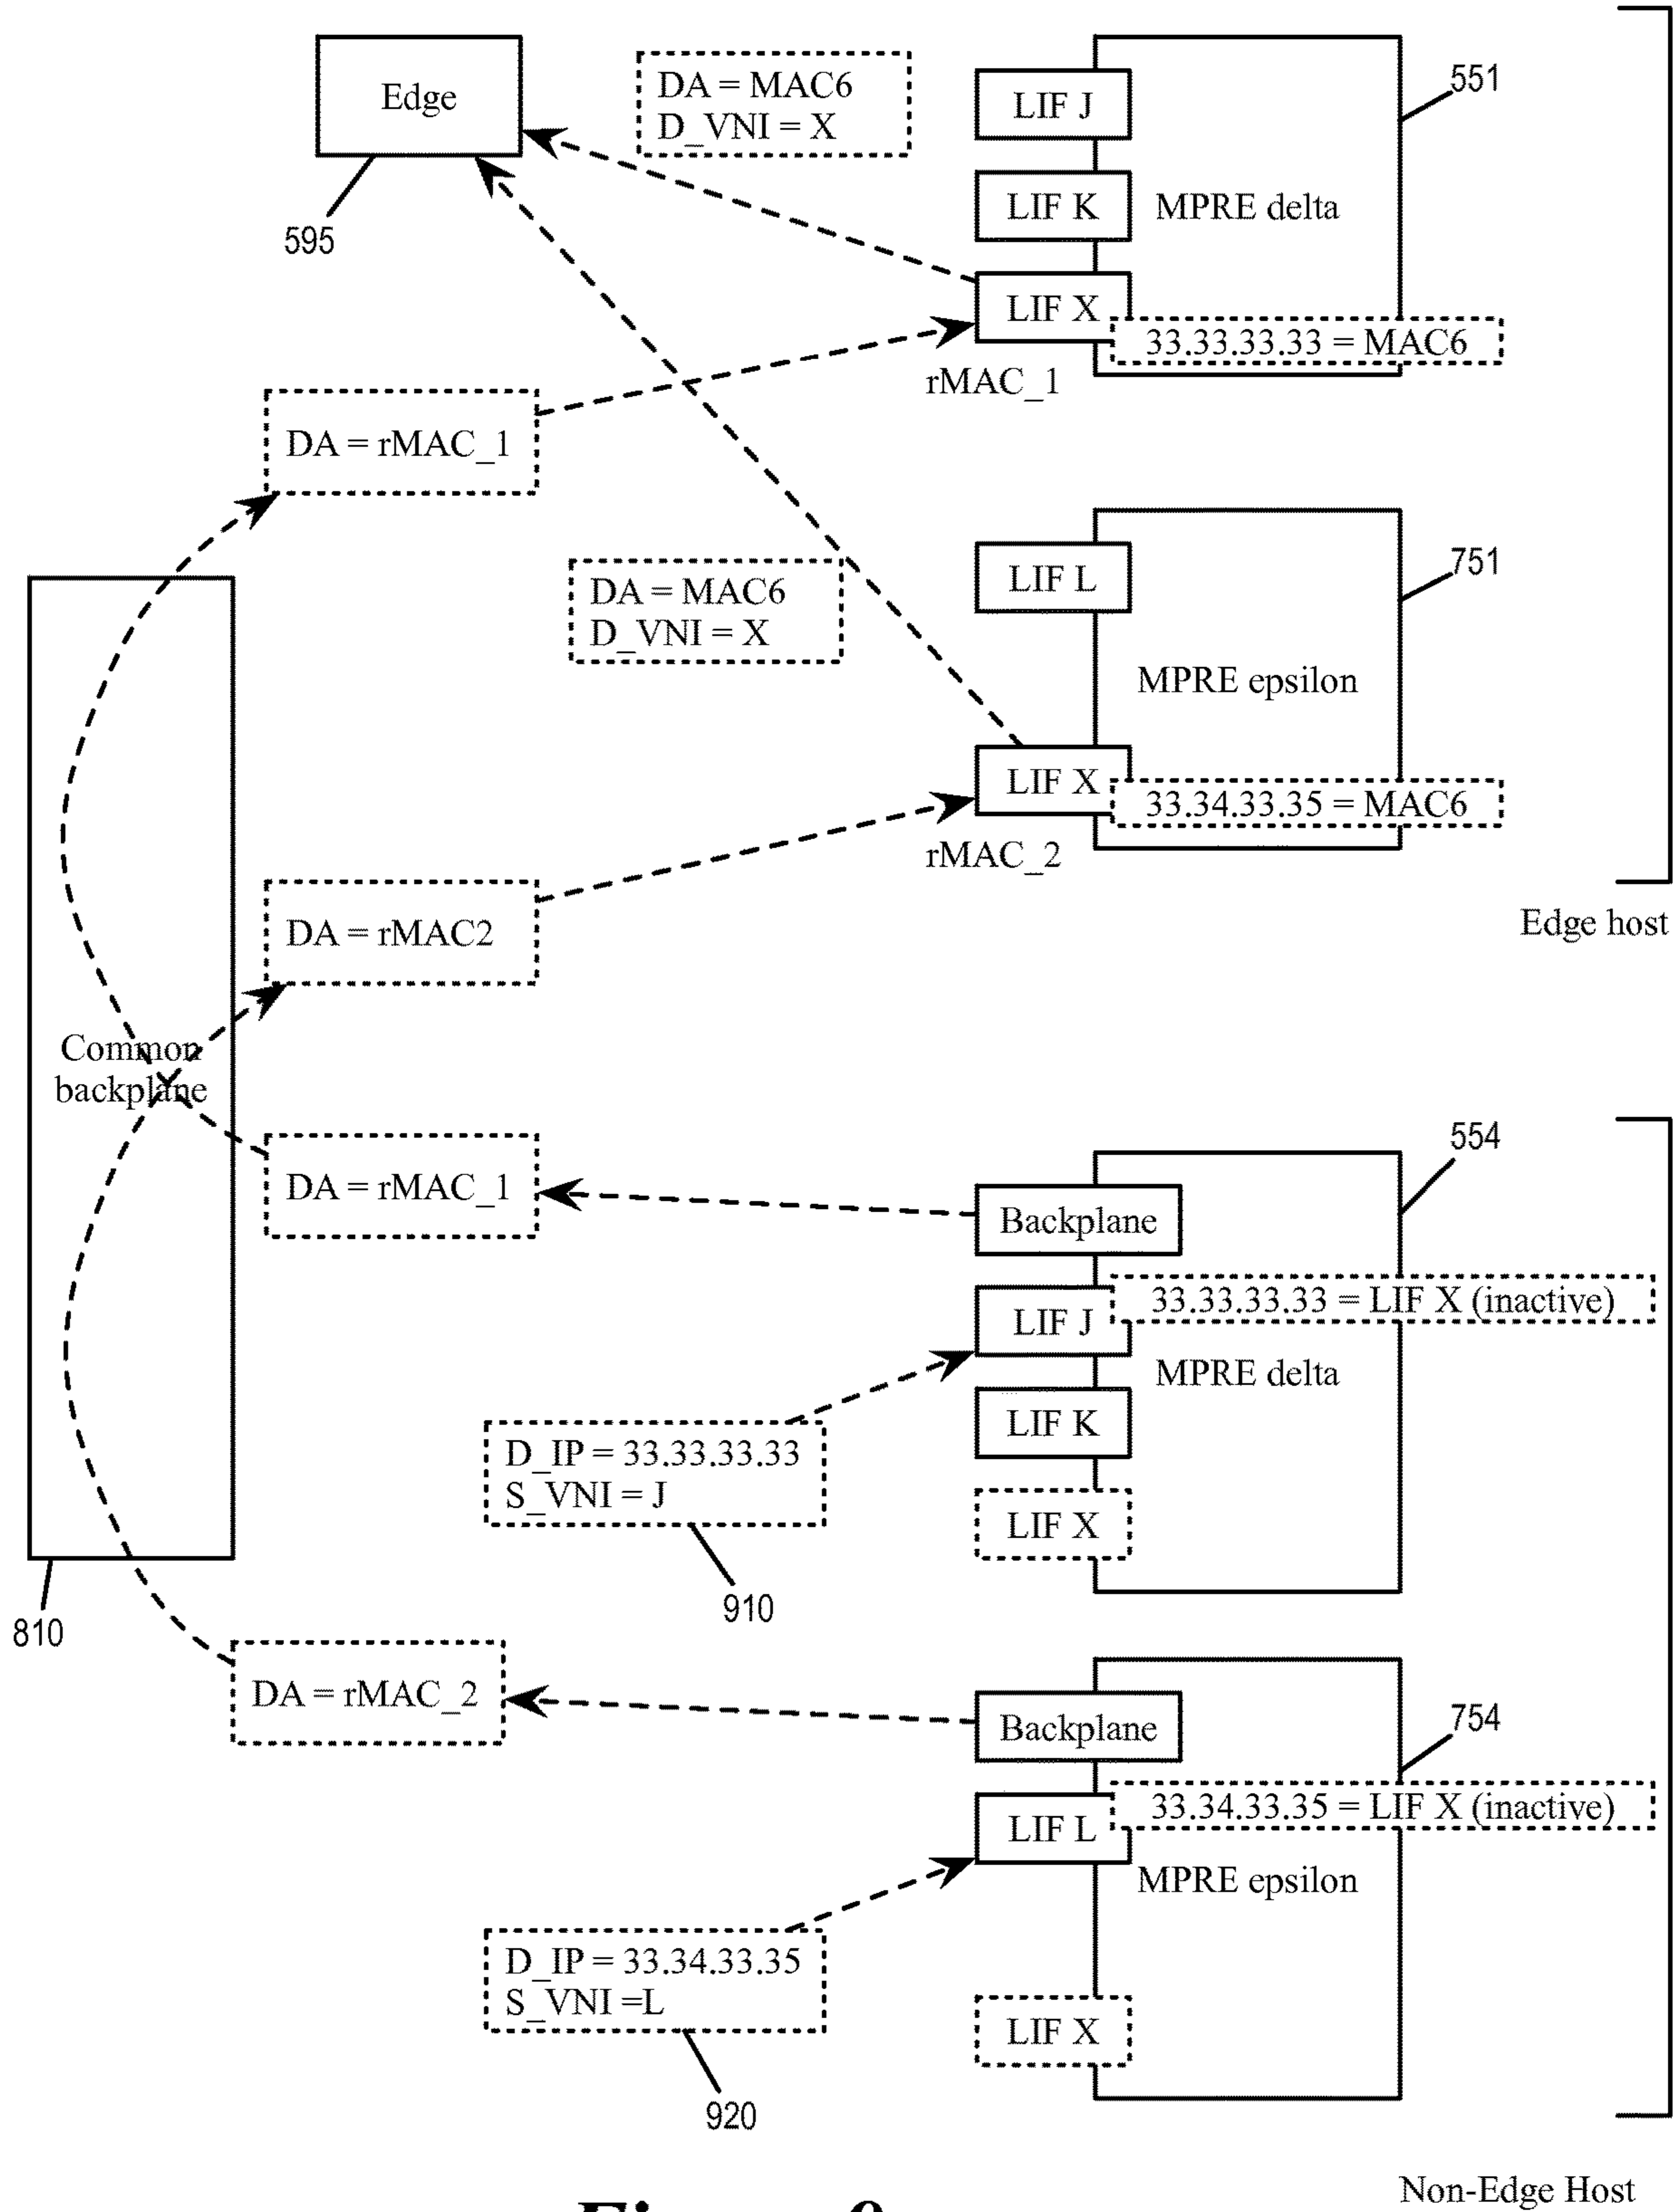 Edge
595
DA = MAC6
D_VNI = X
LIF J
LIF K
LIF X
MPRE delta
551
33.33.33.33 = MAC6
rMAC_1
DA = rMAC_1
DA = MAC6
D_VNI = X
LIF L
MPRE epsilon
751
LIF X
33.34.33.35 = MAC6
rMAC_2
DA = rMAC2
Edge host
Common
backplane
810
DA = rMAC_1
Backplane
554
LIF J
33.33.33.33 = LIF X (inactive)
MPRE delta
LIF K
LIF X
D_IP = 33.33.33.33
S_VNI = J
910
DA = rMAC_2
Backplane
754
LIF L
33.34.33.35 = LIF X (inactive)
MPRE epsilon
D_IP = 33.34.33.35
S_VNI =L
920
LIF X
Non-Edge Host